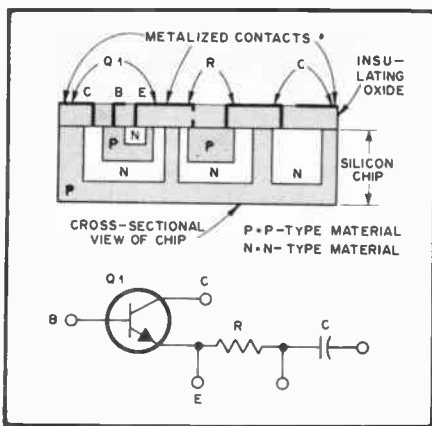 METALIZED CONTACTS
Q1 R C
INSU-
LATING
OXIDE
C B E
N
P P
N N N
P
SILICON
CHIP
CROSS-SECTIONAL
VIEW OF CHIP
P=P-TYPE MATERIAL
N=N-TYPE MATERIAL
Q1
C
B
R C
E